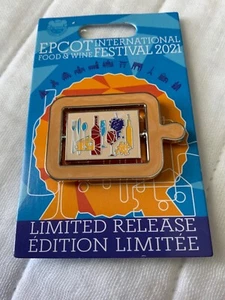 EPCOT INTERNATIONAL
FOOD & WINE FESTIVAL 2021
LIMITED RELEASE
ÉDITION LIMITÉE